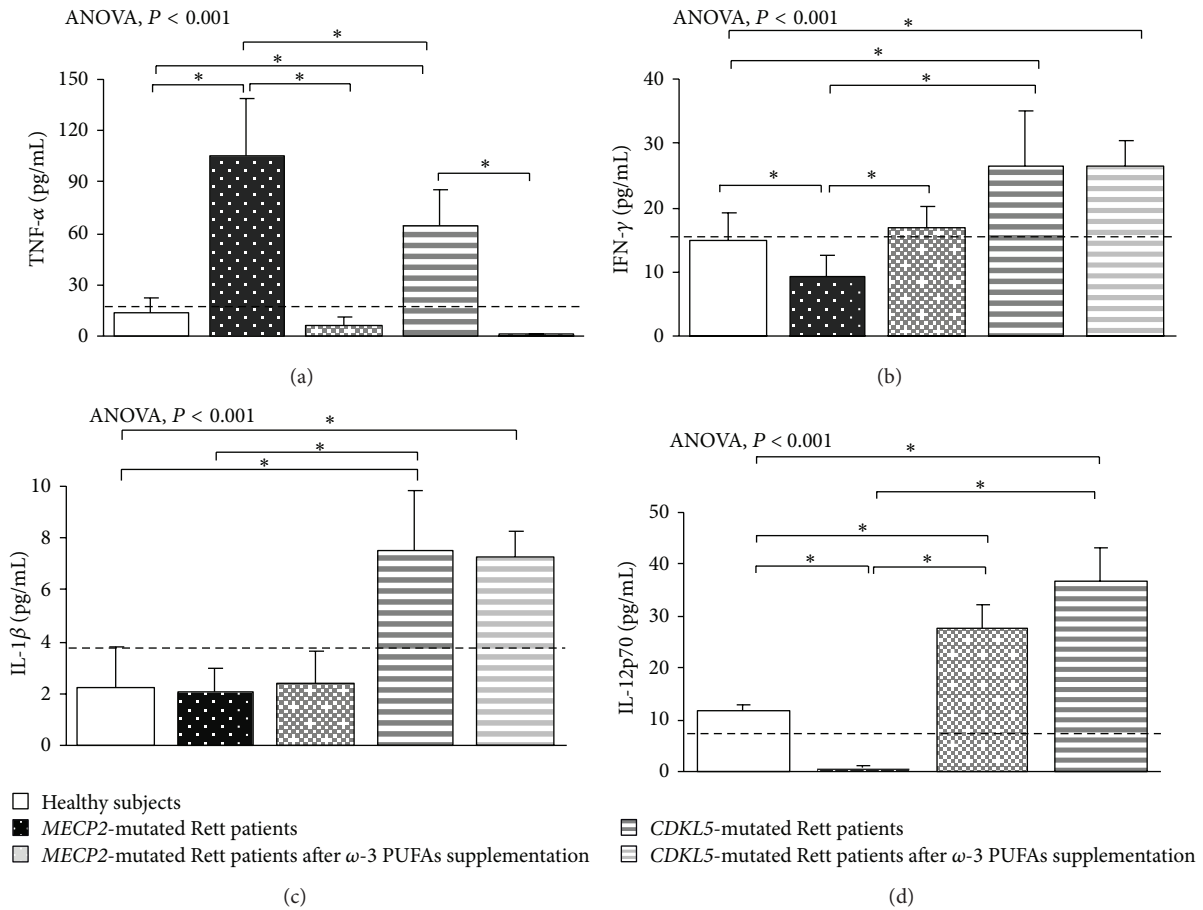 ANOVA, P < 0.001
*
*
*
*
*
150
120
90
60
30
0
TNF-α (pg/mL)
(a)
ANOVA, P < 0.001
*
*
*
*
*
40
30
20
10
0
IFN-γ (pg/mL)
(b)
ANOVA, P < 0.001
*
*
*
10
8
6
4
2
0
IL-1β (pg/mL)
ANOVA, P < 0.001
*
*
*
*
*
50
40
30
20
10
0
IL-12p70 (pg/mL)
Healthy subjects
MECP2-mutated Rett patients
MECP2-mutated Rett patients after ω-3 PUFAs supplementation
(c)
CDKL5-mutated Rett patients
CDKL5-mutated Rett patients after ω-3 PUFAs supplementation
(d)